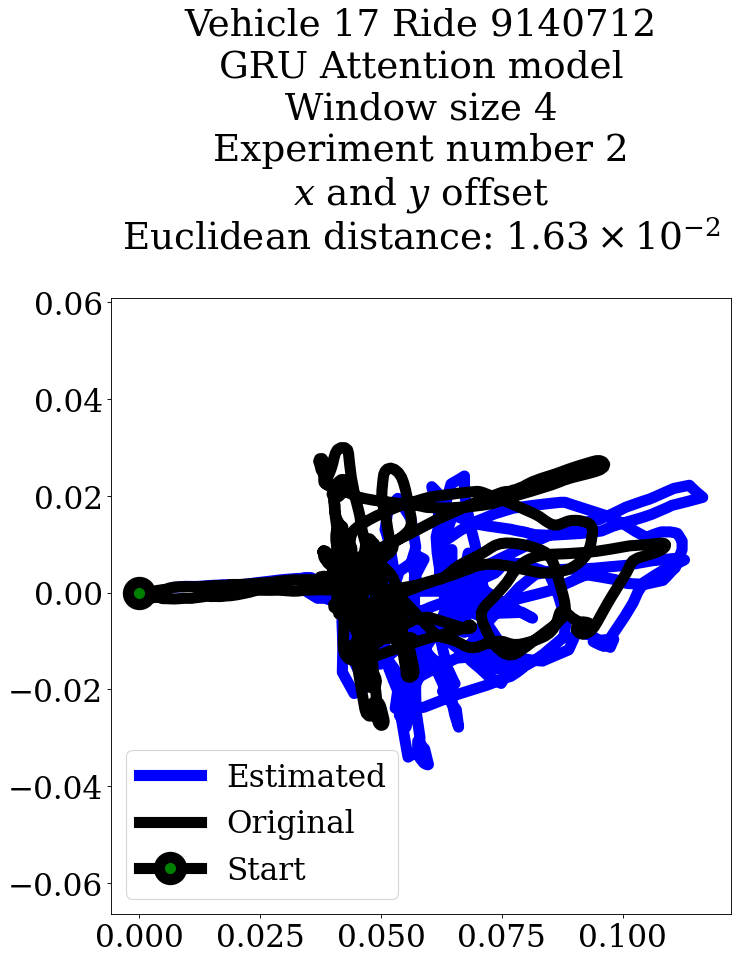 Vehicle 17 Ride 9140712
GRU Attention model
Window size 4
Experiment number 2
x and y offset
Euclidean distance: 1.63 × 10⁻²
0.06
0.04
0.02
0.00
−0.02
−0.04
−0.06
Estimated
Original
Start
0.000 0.025 0.050 0.075 0.100